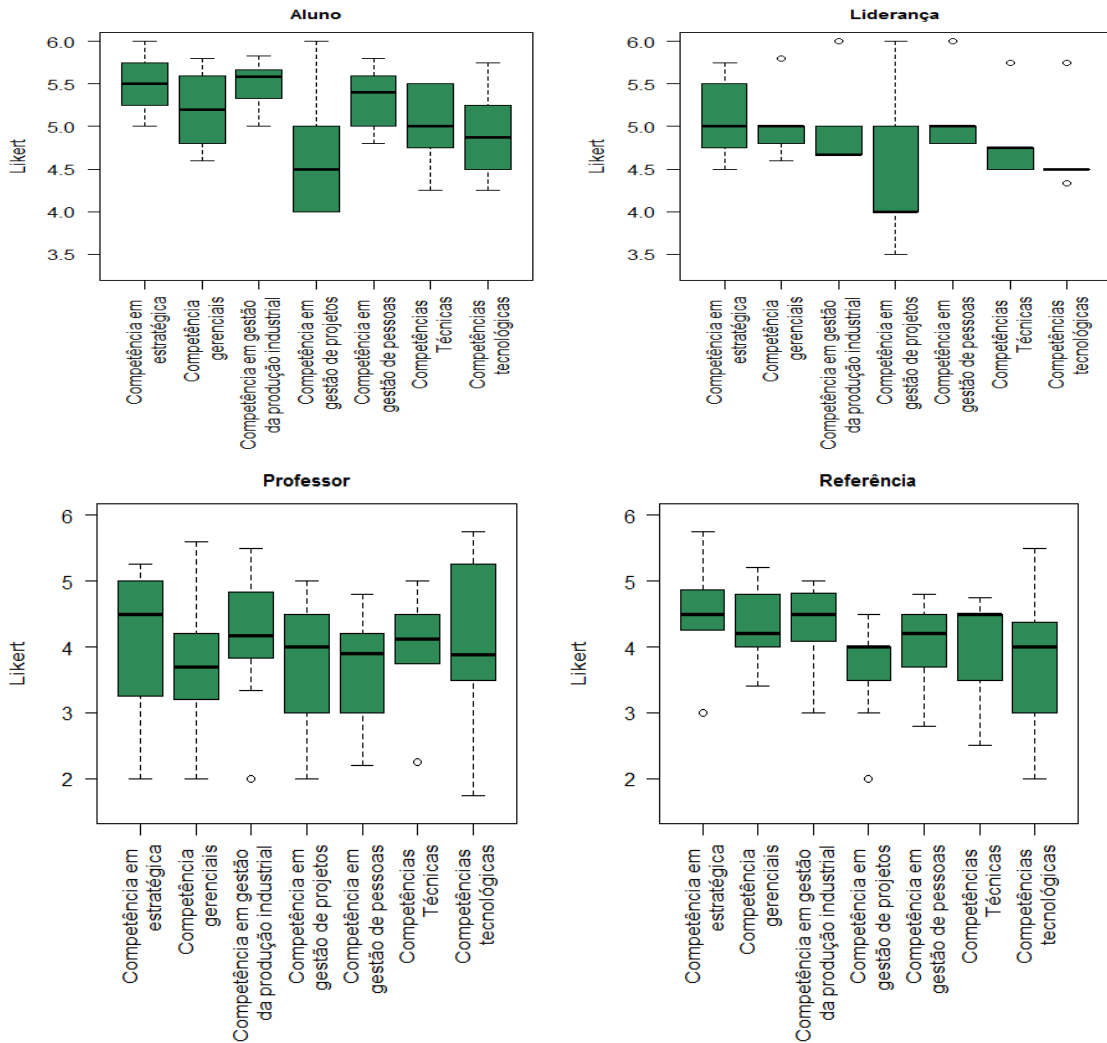 Aluno
Likert
6.0
5.5
5.0
4.5
4.0
3.5
Competência em
estratégica
Competência
gerenciais
Competência em gestão
da produção industrial
Competência em
gestão de projetos
Competência em
gestão de pessoas
Competências
Técnicas
Competências
tecnológicas
Liderança
Likert
6.0
5.5
5.0
4.5
4.0
3.5
Competência em
estratégica
Competência
gerenciais
Competência em gestão
da produção industrial
Competência em
gestão de projetos
Competência em
gestão de pessoas
Competências
Técnicas
Competências
tecnológicas
Professor
Likert
6
5
4
3
2
Competência em
estratégica
Competência
gerenciais
Competência em gestão
da produção industrial
Competência em
gestão de projetos
Competência em
gestão de pessoas
Competências
Técnicas
Competências
tecnológicas
Referência
Likert
6
5
4
3
2
Competência em
estratégica
Competência
gerenciais
Competência em gestão
da produção industrial
Competência em
gestão de projetos
Competência em
gestão de pessoas
Competências
Técnicas
Competências
tecnológicas